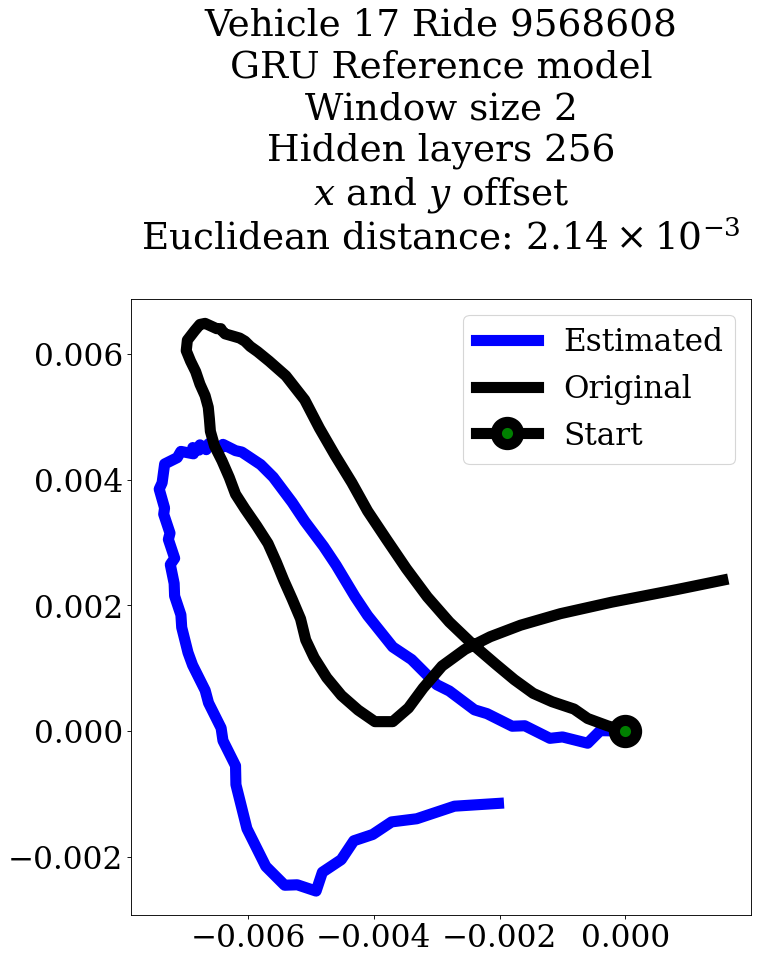 Vehicle 17 Ride 9568608
GRU Reference model
Window size 2
Hidden layers 256
x and y offset
Euclidean distance: 2.14 × 10⁻³
Estimated
Original
Start
0.006
0.004
0.002
0.000
−0.002
−0.006 −0.004 −0.002 0.000